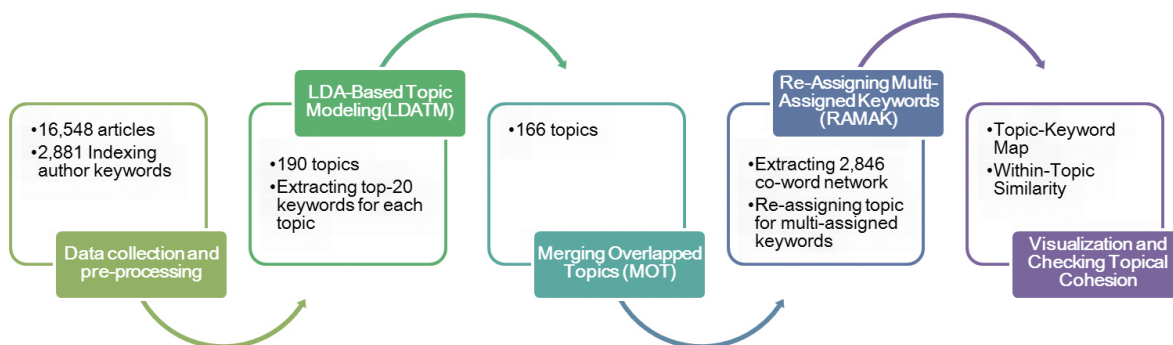 •16,548 articles
•2,881 Indexing
author keywords
Data collection and
pre-processing
LDA-Based Topic
Modeling(LDATM)
•190 topics
•Extracting top-20
keywords for each
topic
•166 topics
Merging Overlapped
Topics (MOT)
Re-Assigning Multi-
Assigned Keywords
(RAMAK)
•Extracting 2,846
co-word network
•Re-assigning topic
for multi-assigned
keywords
•Topic-Keyword
Map
•Within-Topic
Similarity
Visualization and
Checking Topical
Cohesion